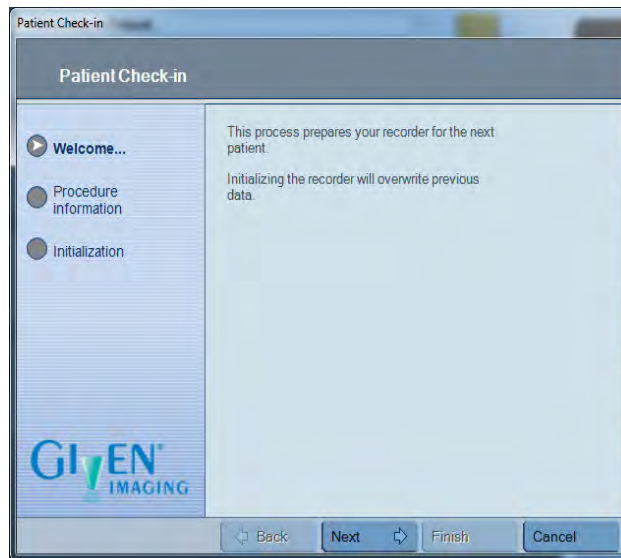 Patient Check-in
Patient Check-in
Welcome...
Procedure
information
Initialization
This process prepares your recorder for the next
patient.
Initializing the recorder will overwrite previous
data.
GIVEN®
IMAGING
Back
Next
Finish
Cancel